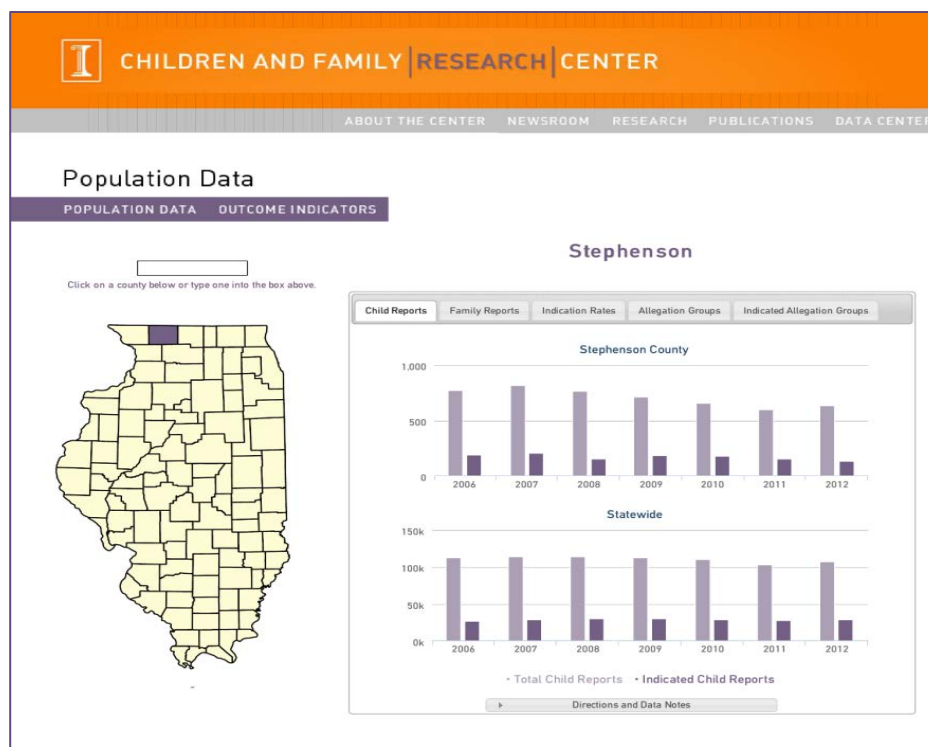 I
CHILDREN AND FAMILY |RESEARCH| CENTER
ABOUT THE CENTER NEWSROOM RESEARCH PUBLICATIONS DATA CENTER
Population Data
POPULATION DATA OUTCOME INDICATORS
Click on a county below or type one into the box above.
Stephenson
Child Reports Family Reports Indication Rates Allegation Groups Indicated Allegation Groups
Stephenson County
1,000
500
0
2006 2007 2008 2009 2010 2011 2012
Statewide
150k
100k
50k
0k
2006 2007 2008 2009 2010 2011 2012
• Total Child Reports • Indicated Child Reports
Directions and Data Notes